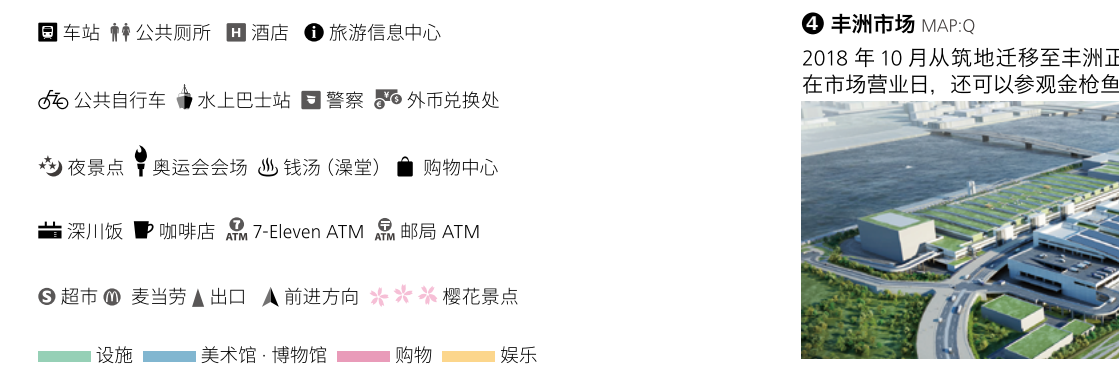 车站 公共厕所 H 酒店 i 旅游信息中心
公共自行车 水上巴士站 警察 外币兑换处
夜景点 奥运会会场 钱汤（澡堂） 购物中心
深川饭 咖啡店 7 ATM 7-Eleven ATM ATM 邮局 ATM
S 超市 麦当劳 出口 前进方向 樱花景点
设施 美术馆 · 博物馆 购物 娱乐
4 丰洲市场 MAP:Q
2018 年 10 月从筑地迁移至丰洲正
在市场营业日，还可以参观金枪鱼